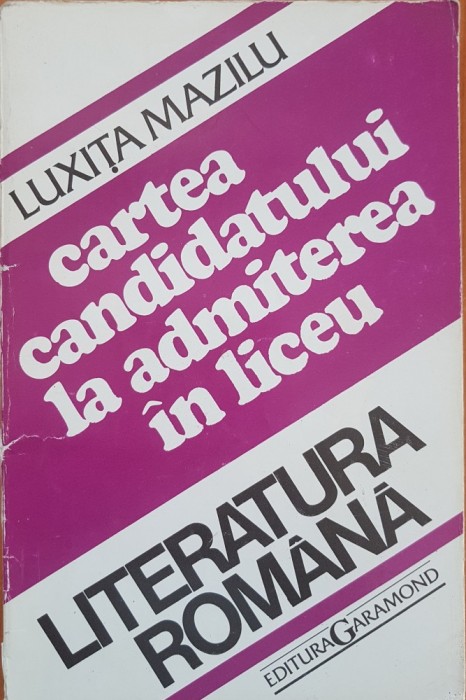 LUXIȚA MAZILU
cartea
candidatului
la admiterea
în liceu
LITERATURA
ROMÂNĂ
EDITURA GARAMOND